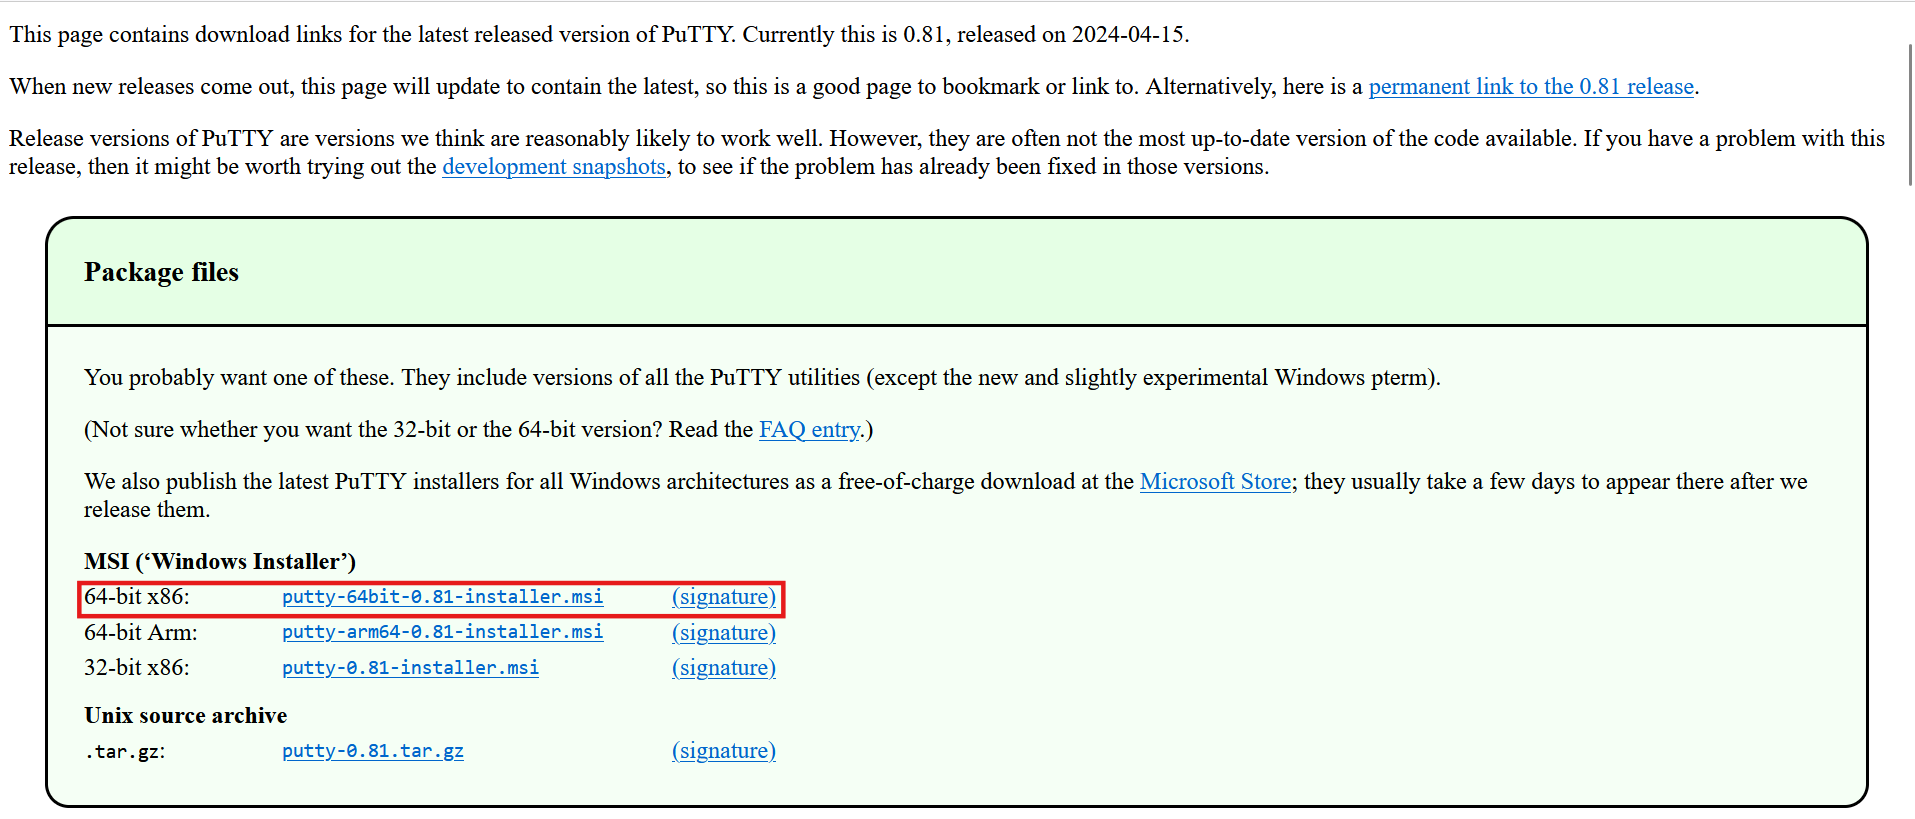 This page contains download links for the latest released version of PuTTY. Currently this is 0.81, released on 2024-04-15.
When new releases come out, this page will update to contain the latest, so this is a good page to bookmark or link to. Alternatively, here is a permanent link to the 0.81 release.
Release versions of PuTTY are versions we think are reasonably likely to work well. However, they are often not the most up-to-date version of the code available. If you have a problem with this
release, then it might be worth trying out the development snapshots, to see if the problem has already been fixed in those versions.
Package files
You probably want one of these. They include versions of all the PuTTY utilities (except the new and slightly experimental Windows pterm).
(Not sure whether you want the 32-bit or the 64-bit version? Read the FAQ entry.)
We also publish the latest PuTTY installers for all Windows architectures as a free-of-charge download at the Microsoft Store; they usually take a few days to appear there after we
release them.
MSI (‘Windows Installer’)
64-bit x86: putty-64bit-0.81-installer.msi (signature)
64-bit Arm: putty-arm64-0.81-installer.msi (signature)
32-bit x86: putty-0.81-installer.msi (signature)
Unix source archive
.tar.gz: putty-0.81.tar.gz (signature)